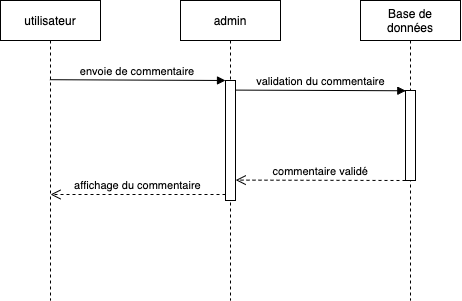 utilisateur
admin
Base de
données
envoie de commentaire
validation du commentaire
commentaire validé
affichage du commentaire